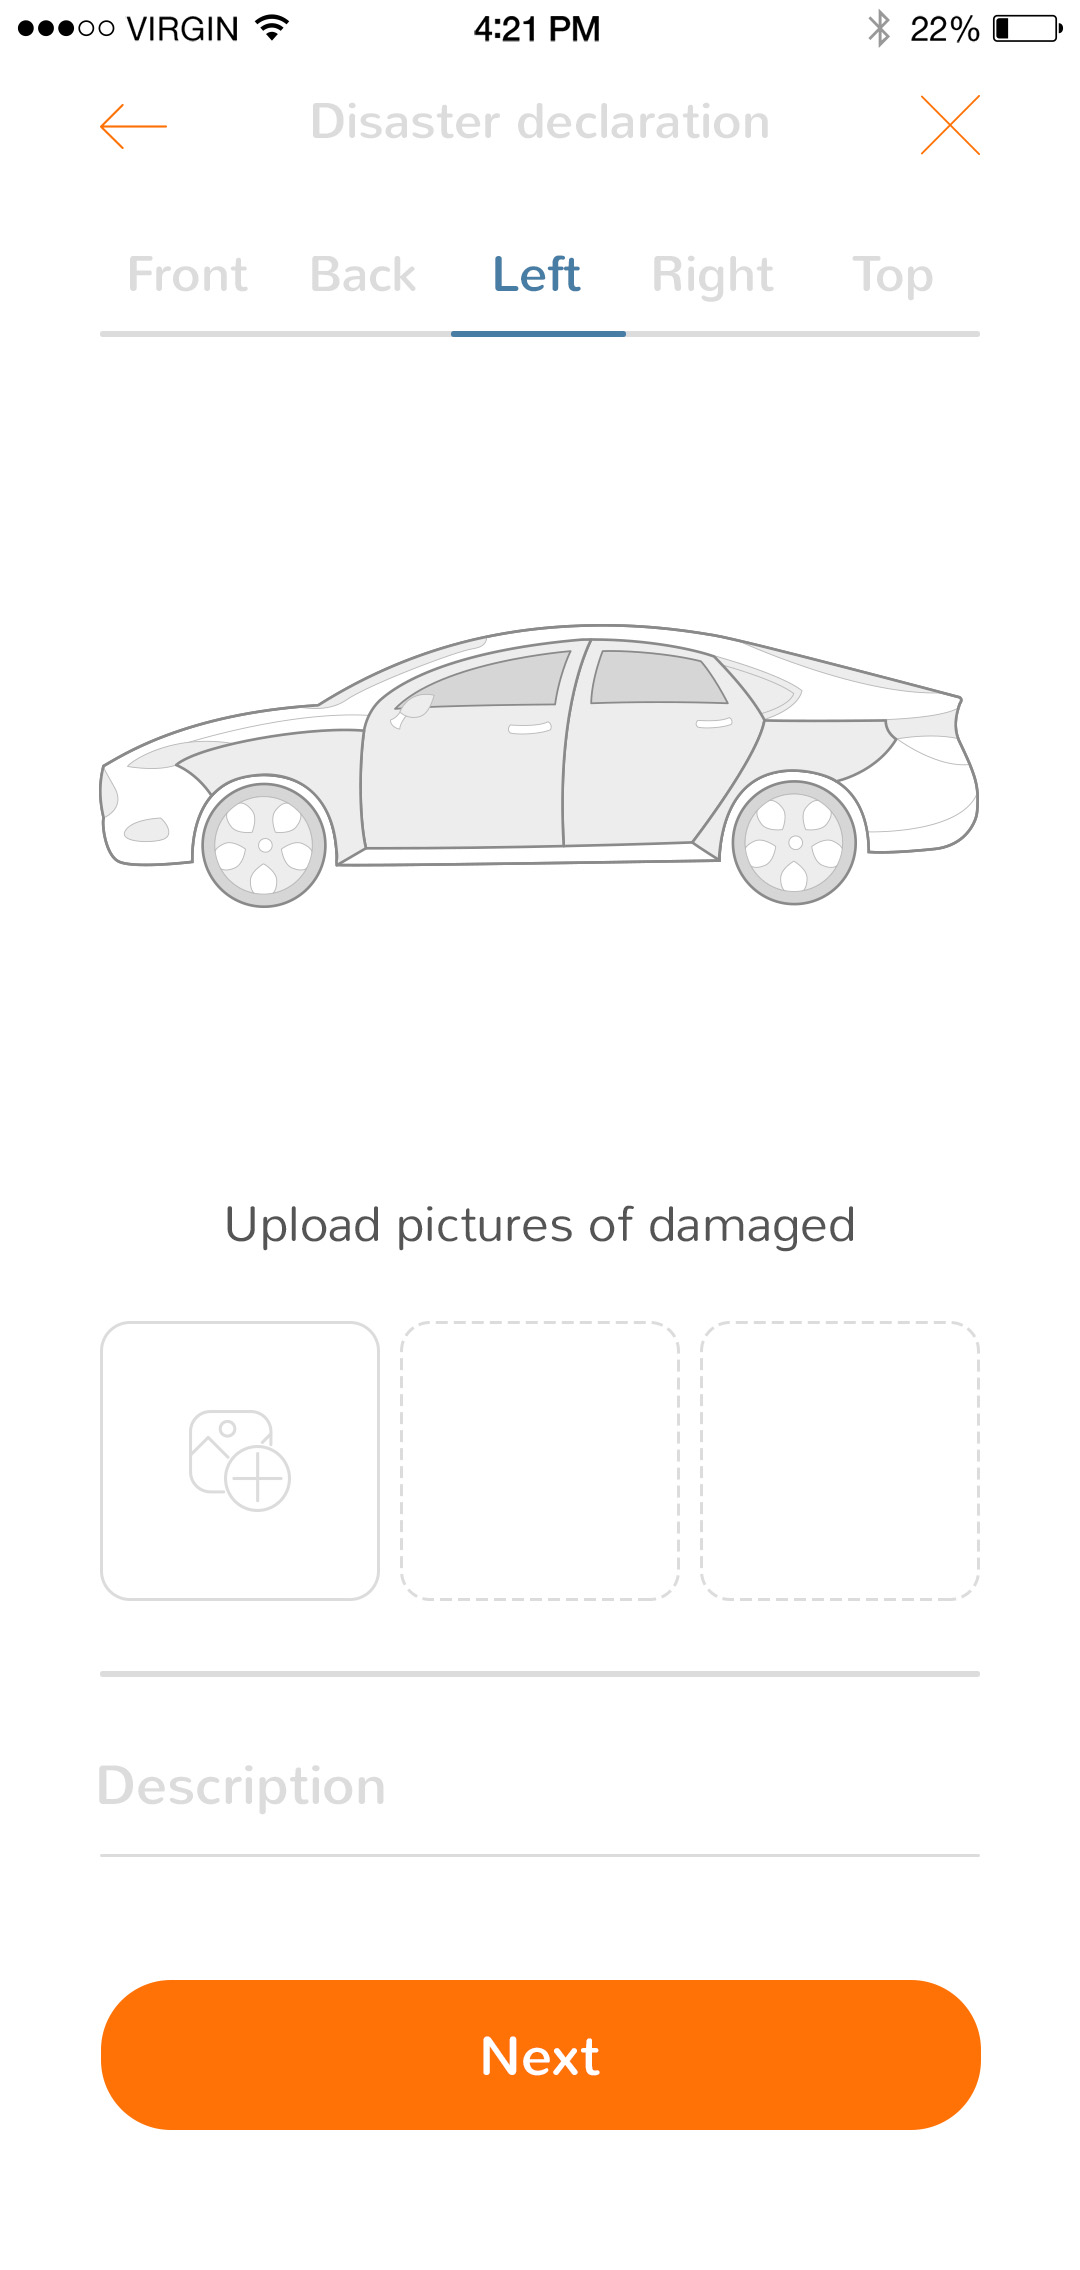 VIRGIN 4:21 PM 22%
Disaster declaration
Front Back Left Right Top
Upload pictures of damaged
Description
Next